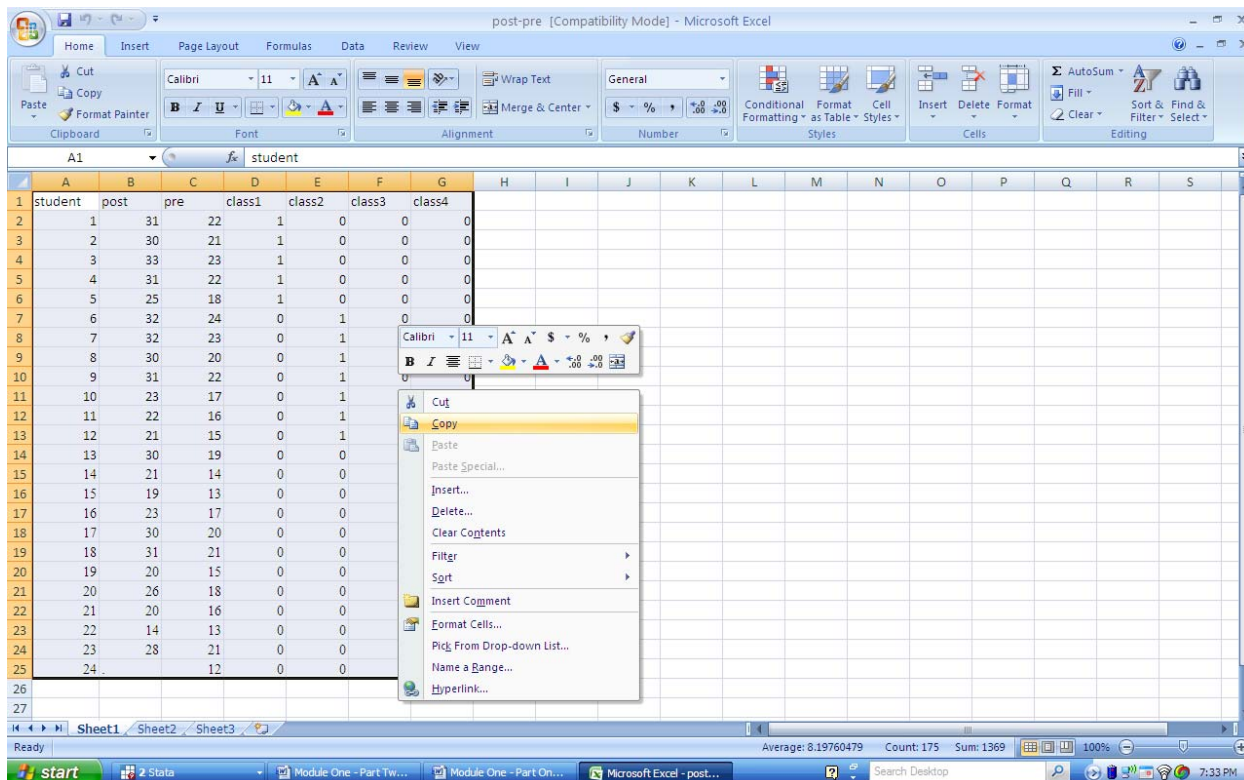 post-pre [Compatibility Mode] - Microsoft Excel
Home Insert Page Layout Formulas Data Review View
Cut
Copy
Format Painter
Paste
Clipboard
Calibri 11 A A
B I U A
Font
Wrap Text
Merge & Center
Alignment
General
$ % , .0 .00 .00 .0
Number
Conditional Formatting Format as Table Cell Styles
Styles
Insert Delete Format
Cells
Σ AutoSum
Fill
Clear
Sort & Filter Find & Select
Editing
A1 fx student
A B C D E F G H I J K L M N O P Q R S
1 student post pre class1 class2 class3 class4
2 1 31 22 1 0 0 0
3 2 30 21 1 0 0 0
4 3 33 23 1 0 0 0
5 4 31 22 1 0 0 0
6 5 25 18 1 0 0 0
7 6 32 24 0 1 0 0
8 7 32 23 0 1
9 8 30 20 0 1
10 9 31 22 0 1 0 0
11 10 23 17 0 1
12 11 22 16 0 1
13 12 21 15 0 1
14 13 30 19 0 0
15 14 21 14 0 0
16 15 19 13 0 0
17 16 23 17 0 0
18 17 30 20 0 0
19 18 31 21 0 0
20 19 20 15 0 0
21 20 26 18 0 0
22 21 20 16 0 0
23 22 14 13 0 0
24 23 28 21 0 0
25 24 . 12 0 0
26
27
Calibri 11 A A $ % ,
B I A .0 .00 .00 .0
Cut
Copy
Paste
Paste Special...
Insert...
Delete...
Clear Contents
Filter
Sort
Insert Comment
Format Cells...
Pick From Drop-down List...
Name a Range...
Hyperlink...
Sheet1 Sheet2 Sheet3
Ready Average: 8.19760479 Count: 175 Sum: 1369 100%
start 2 Stata Module One - Part Tw... Module One - Part On... Microsoft Excel - post... Search Desktop 7:33 PM